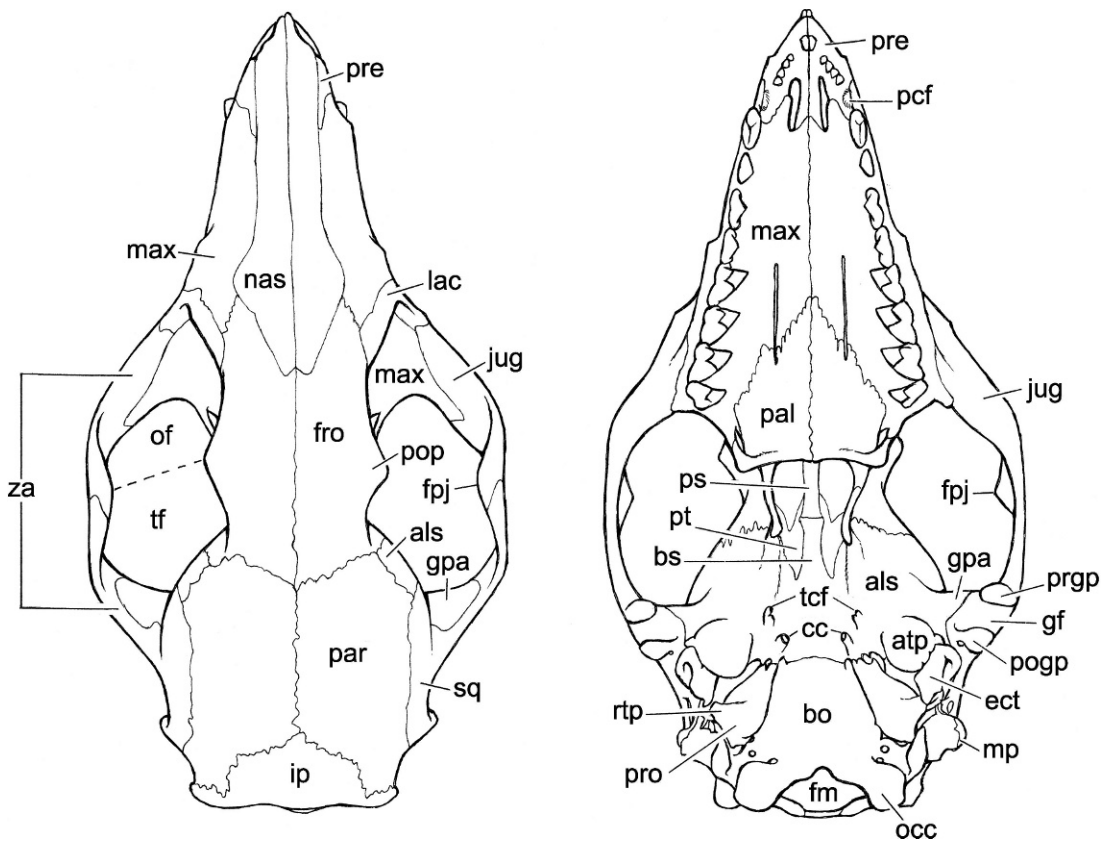 pre
max
nas
lac
max
jug
of
fro
pop
za
fpj
tf
als
gpa
par
sq
ip
pre
pcf
max
jug
pal
ps
fpj
pt
bs
als
gpa
prgp
tcf
gf
cc
atp
pogp
ect
rtp
bo
mp
pro
fm
occ